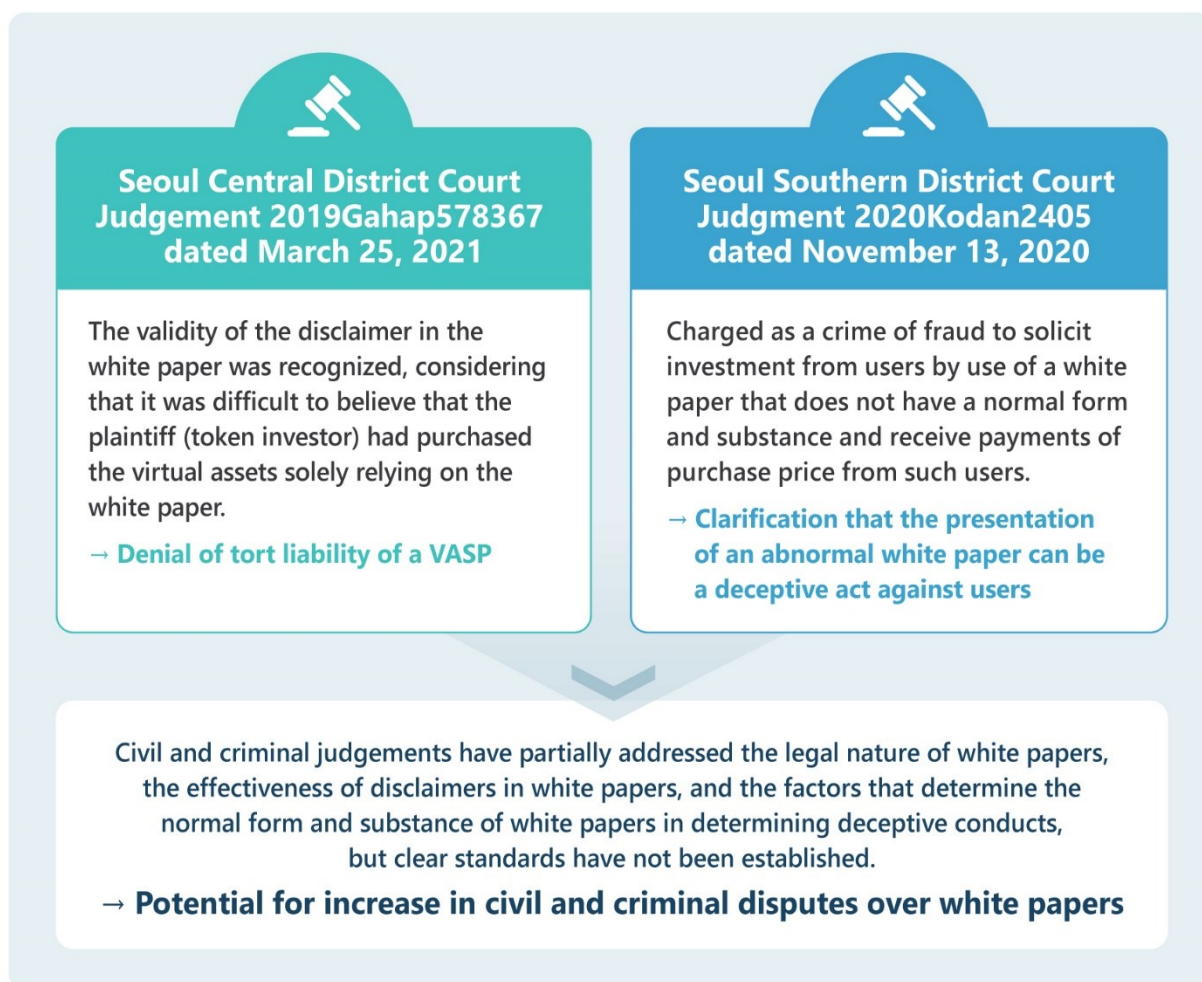 Seoul Central District Court
Judgement 2019Gahap578367
dated March 25, 2021
The validity of the disclaimer in the
white paper was recognized, considering
that it was difficult to believe that the
plaintiff (token investor) had purchased
the virtual assets solely relying on the
white paper.
→ Denial of tort liability of a VASP
Seoul Southern District Court
Judgment 2020Kodan2405
dated November 13, 2020
Charged as a crime of fraud to solicit
investment from users by use of a white
paper that does not have a normal form
and substance and receive payments of
purchase price from such users.
→ Clarification that the presentation
of an abnormal white paper can be
a deceptive act against users
Civil and criminal judgements have partially addressed the legal nature of white papers,
the effectiveness of disclaimers in white papers, and the factors that determine the
normal form and substance of white papers in determining deceptive conducts,
but clear standards have not been established.
→ Potential for increase in civil and criminal disputes over white papers